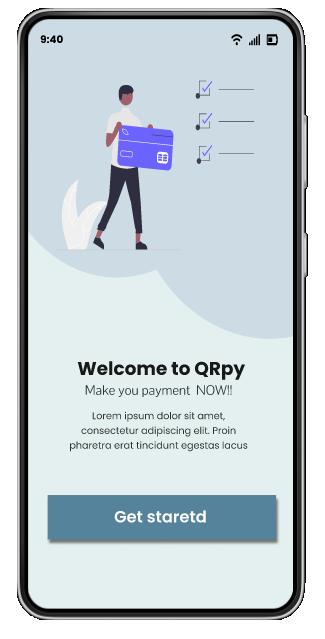 9:40
Welcome to QRpy
Make you payment NOW!!
Lorem ipsum dolor sit amet,
consectetur adipiscing elit. Proin
pharetra erat tincidunt egestas lacus
Get staretd